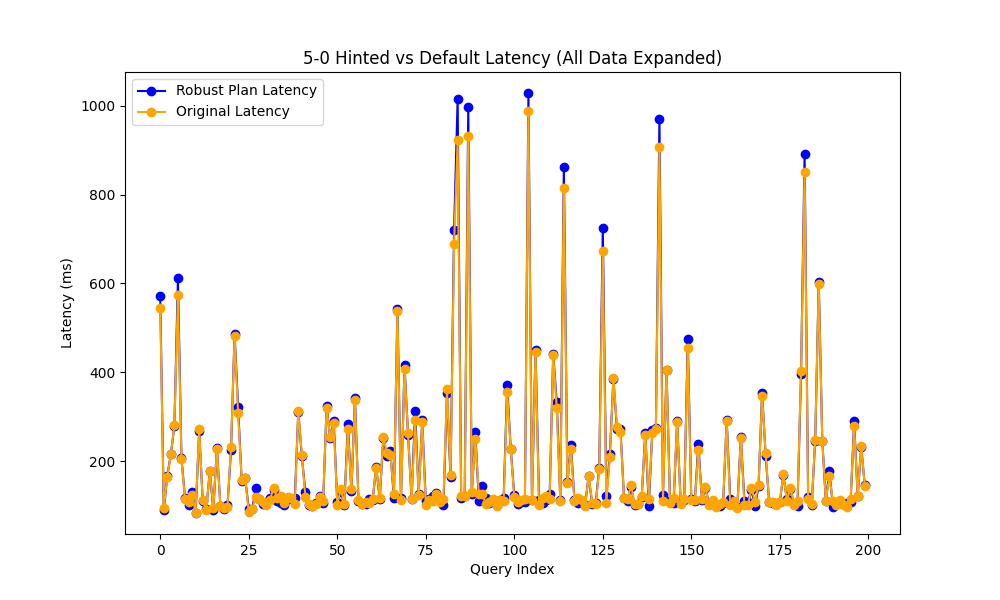 5-0 Hinted vs Default Latency (All Data Expanded)
Robust Plan Latency
Original Latency
Latency (ms)
1000
800
600
400
200
0 25 50 75 100 125 150 175 200
Query Index